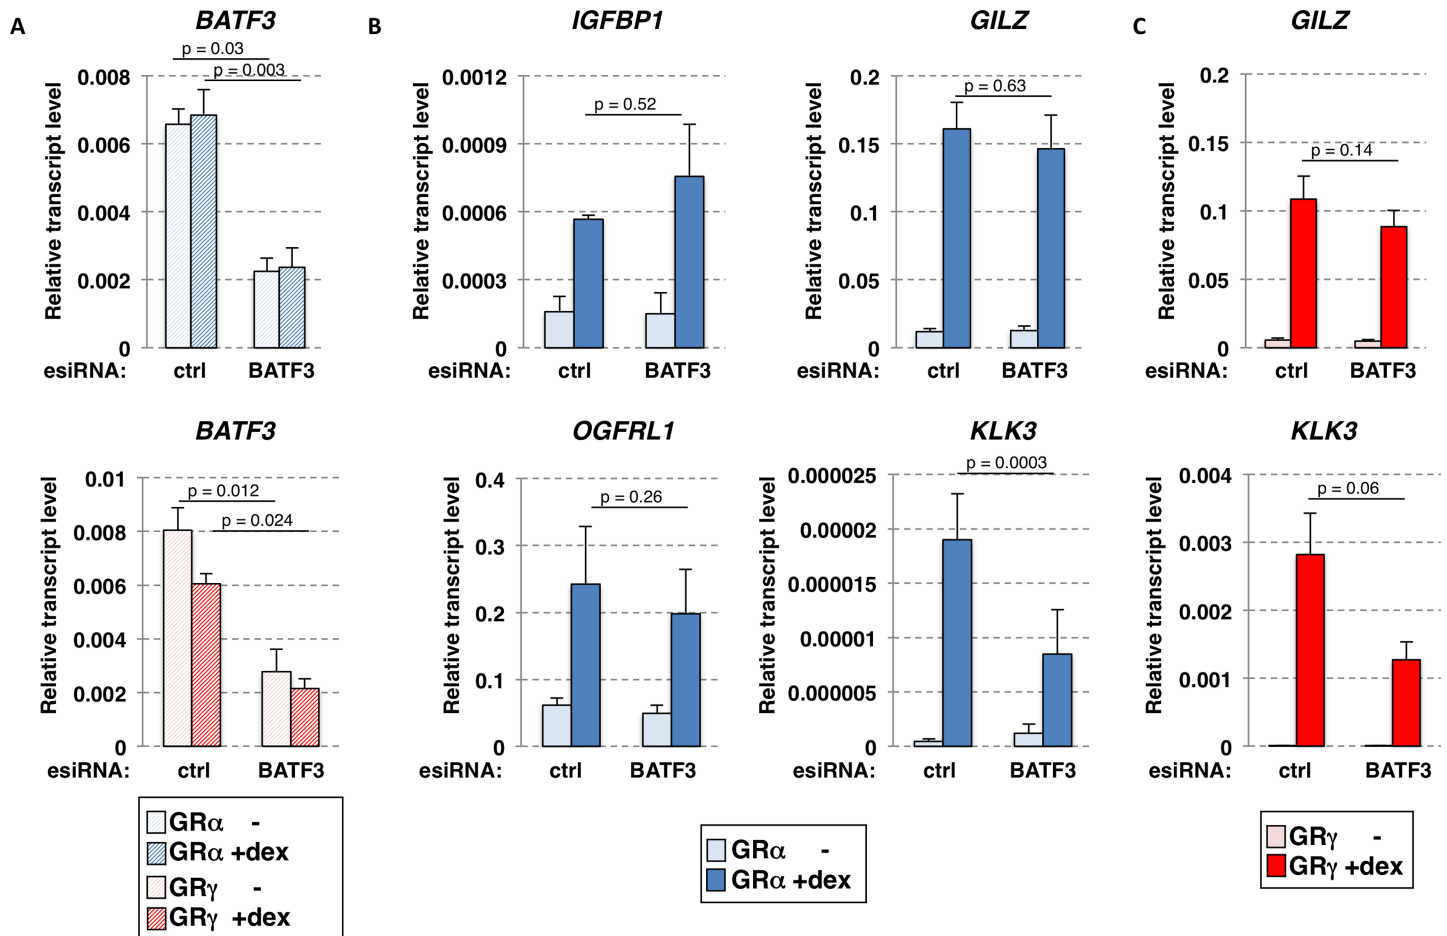 A
BATF3
p = 0.03
p = 0.003
Relative transcript level
0.008
0.006
0.004
0.002
0
esiRNA:
ctrl
BATF3
BATF3
p = 0.012
p = 0.024
Relative transcript level
0.01
0.008
0.006
0.004
0.002
0
esiRNA:
ctrl
BATF3
GRα -
GRα +dex
GRγ -
GRγ +dex
B
IGFBP1
p = 0.52
Relative transcript level
0.0012
0.0009
0.0006
0.0003
0
esiRNA:
ctrl
BATF3
GILZ
p = 0.63
Relative transcript level
0.2
0.15
0.1
0.05
0
esiRNA:
ctrl
BATF3
OGFRL1
p = 0.26
Relative transcript level
0.4
0.3
0.2
0.1
0
esiRNA:
ctrl
BATF3
KLK3
p = 0.0003
Relative transcript level
0.000025
0.00002
0.000015
0.00001
0.000005
0
esiRNA:
ctrl
BATF3
GRα -
GRα +dex
C
GILZ
p = 0.14
Relative transcript level
0.2
0.15
0.1
0.05
0
esiRNA:
ctrl
BATF3
KLK3
p = 0.06
Relative transcript level
0.004
0.003
0.002
0.001
0
esiRNA:
ctrl
BATF3
GRγ -
GRγ +dex